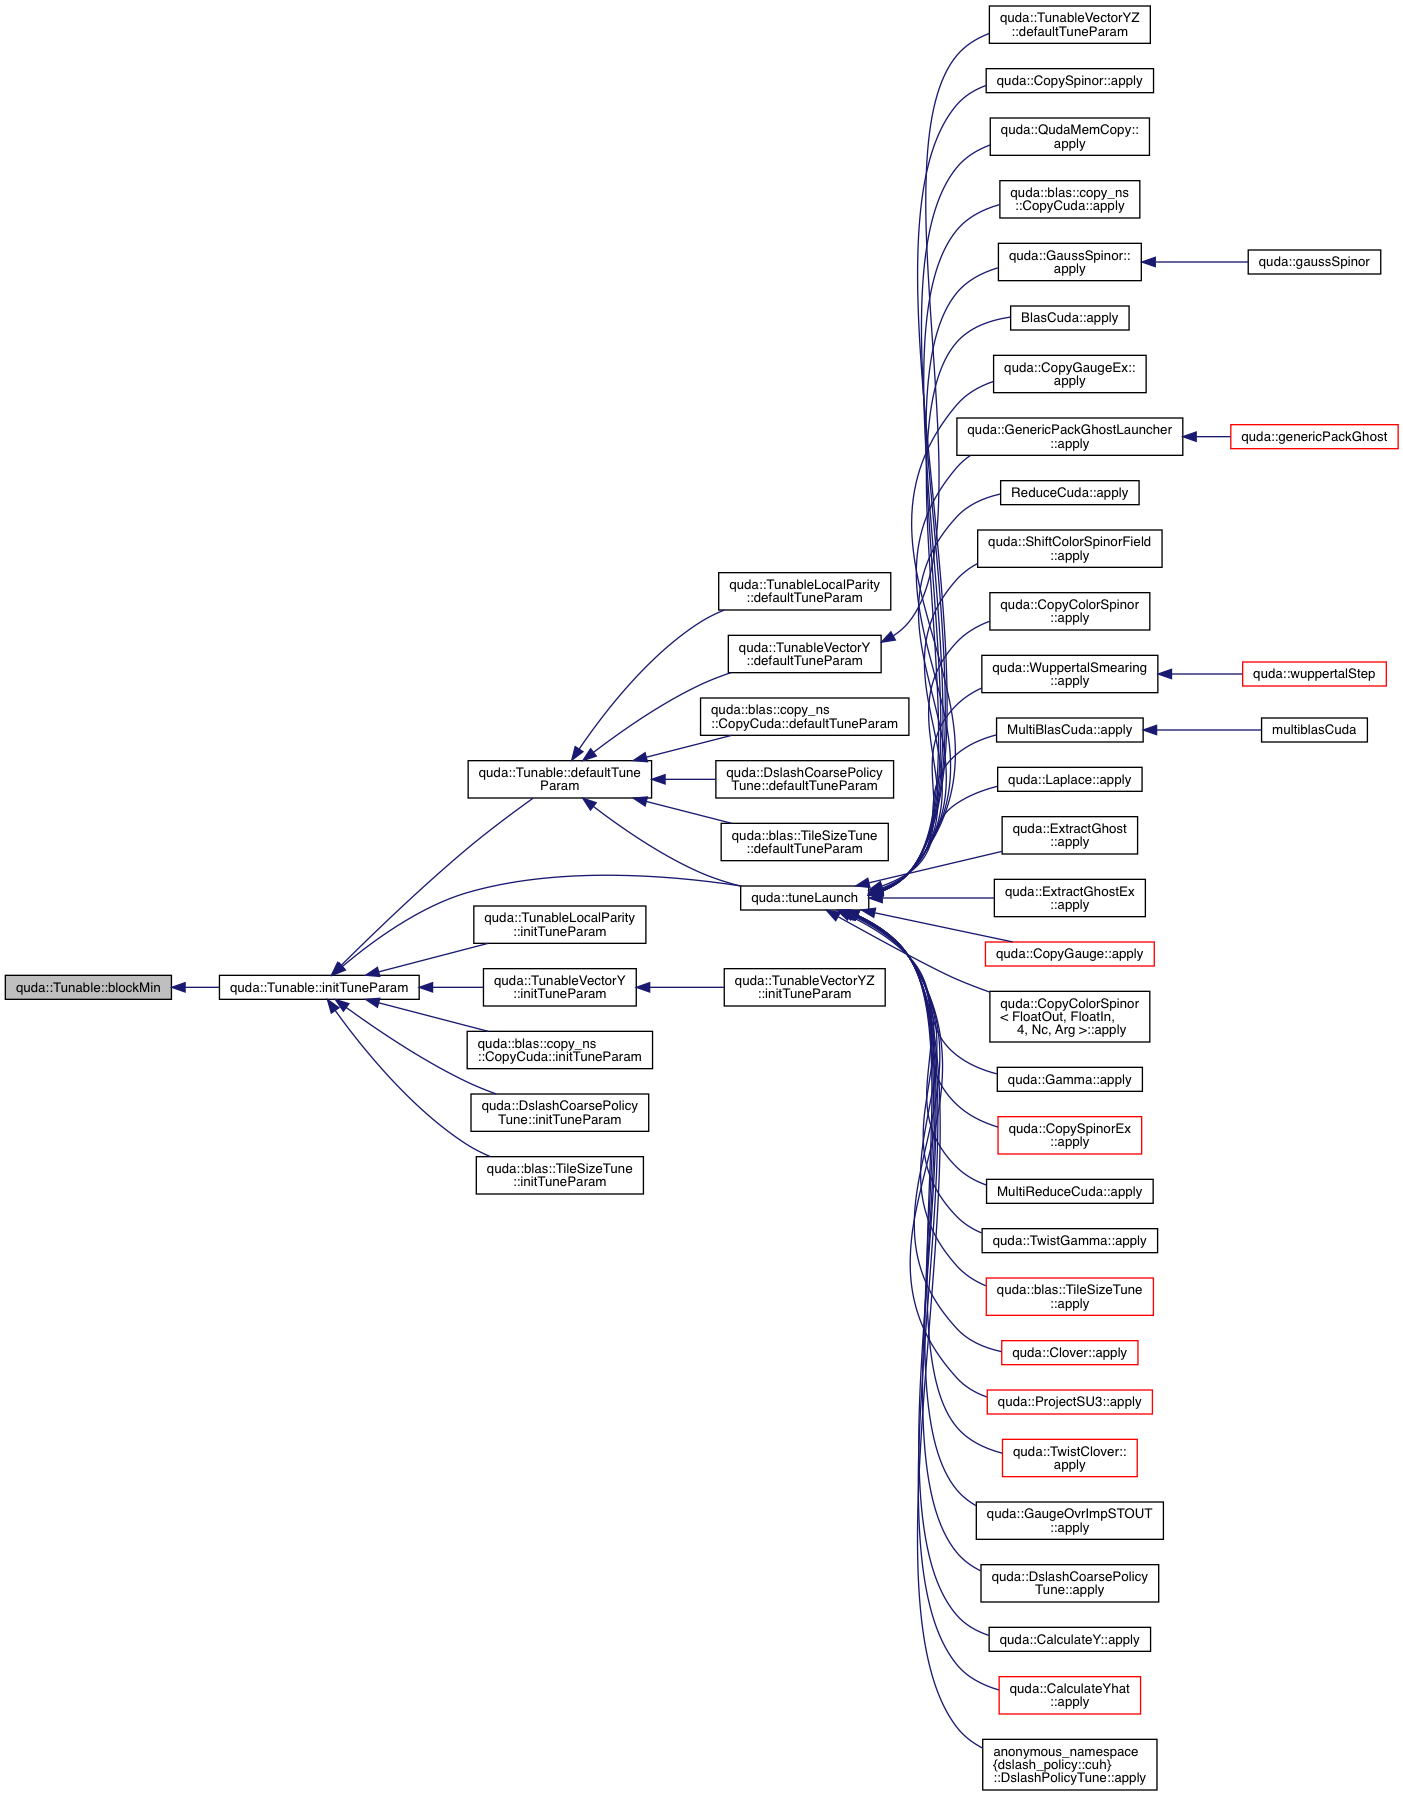 quda::Tunable::blockMin
quda::Tunable::initTuneParam
quda::Tunable::defaultTune
Param
quda::TunableLocalParity
::initTuneParam
quda::TunableVectorY
::initTuneParam
quda::blas::copy_ns
::CopyCuda::initTuneParam
quda::DslashCoarsePolicy
Tune::initTuneParam
quda::blas::TileSizeTune
::initTuneParam
quda::TunableLocalParity
::defaultTuneParam
quda::TunableVectorY
::defaultTuneParam
quda::blas::copy_ns
::CopyCuda::defaultTuneParam
quda::DslashCoarsePolicy
Tune::defaultTuneParam
quda::blas::TileSizeTune
::defaultTuneParam
quda::tuneLaunch
quda::TunableVectorYZ
::initTuneParam
quda::TunableVectorYZ
::defaultTuneParam
quda::CopySpinor::apply
quda::QudaMemCopy::
apply
quda::blas::copy_ns
::CopyCuda::apply
quda::GaussSpinor::
apply
quda::gaussSpinor
BlasCuda::apply
quda::CopyGaugeEx::
apply
quda::GenericPackGhostLauncher
::apply
quda::genericPackGhost
ReduceCuda::apply
quda::ShiftColorSpinorField
::apply
quda::CopyColorSpinor
::apply
quda::WuppertalSmearing
::apply
quda::wuppertalStep
MultiBlasCuda::apply
multiblasCuda
quda::Laplace::apply
quda::ExtractGhost
::apply
quda::ExtractGhostEx
::apply
quda::CopyGauge::apply
quda::CopyColorSpinor
< FloatOut, FloatIn,
4, Nc, Arg >::apply
quda::Gamma::apply
quda::CopySpinorEx
::apply
MultiReduceCuda::apply
quda::TwistGamma::apply
quda::blas::TileSizeTune
::apply
quda::Clover::apply
quda::ProjectSU3::apply
quda::TwistClover::
apply
quda::GaugeOvrImpSTOUT
::apply
quda::DslashCoarsePolicy
Tune::apply
quda::CalculateY::apply
quda::CalculateYhat
::apply
anonymous_namespace
{dslash_policy::cuh}
::DslashPolicyTune::apply